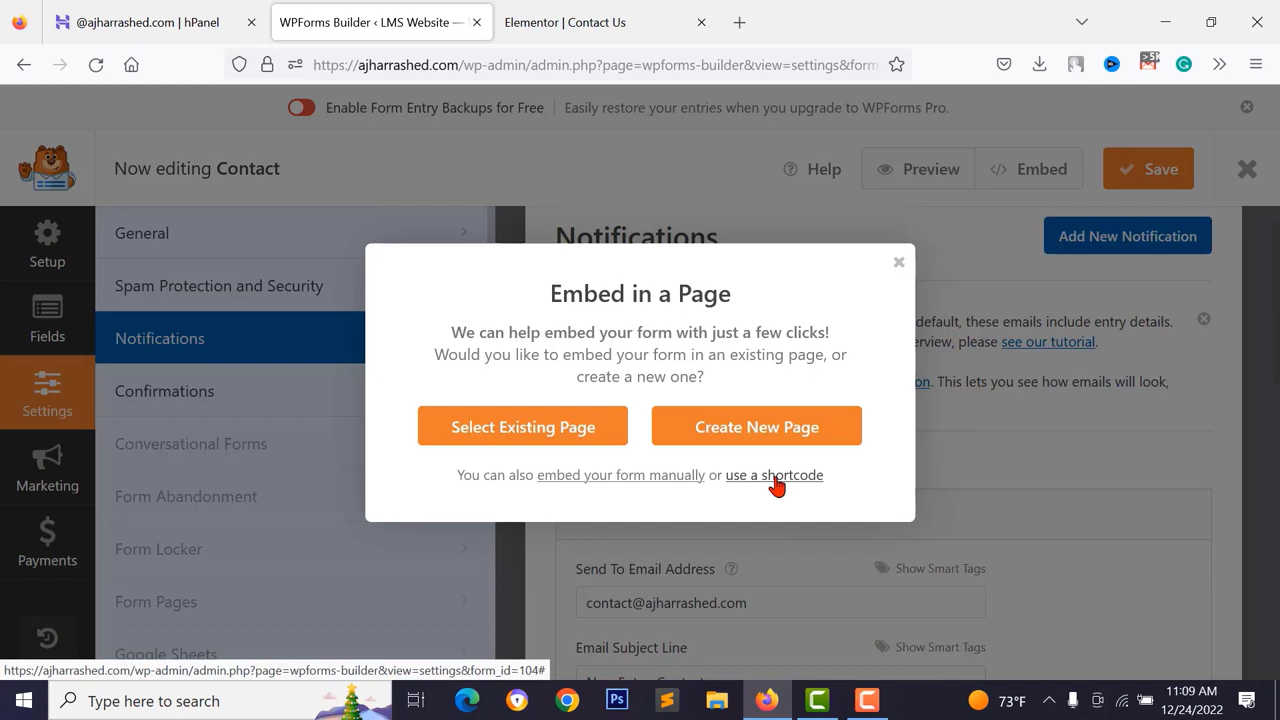 @ajharrashed.com | hPanel
WPForms Builder ‹ LMS Website —
Elementor | Contact Us
https://ajharrashed.com/wp-admin/admin.php?page=wpforms-builder&view=settings&form
Enable Form Entry Backups for Free
Easily restore your entries when you upgrade to WPForms Pro.
Now editing Contact
Help
Preview
Embed
Save
Setup
Fields
Settings
Marketing
Payments
General
Spam Protection and Security
Notifications
Confirmations
Conversational Forms
Form Abandonment
Form Locker
Form Pages
Google Sheets
Notifications
Add New Notification
default, these emails include entry details.
erview, please see our tutorial.
on. This lets you see how emails will look,
Embed in a Page
We can help embed your form with just a few clicks!
Would you like to embed your form in an existing page, or
create a new one?
Select Existing Page
Create New Page
You can also embed your form manually or use a shortcode
Send To Email Address
Show Smart Tags
contact@ajharrashed.com
Email Subject Line
Show Smart Tags
https://ajharrashed.com/wp-admin/admin.php?page=wpforms-builder&view=settings&form_id=104#
Type here to search
Ps
73°F
11:09 AM
12/24/2022